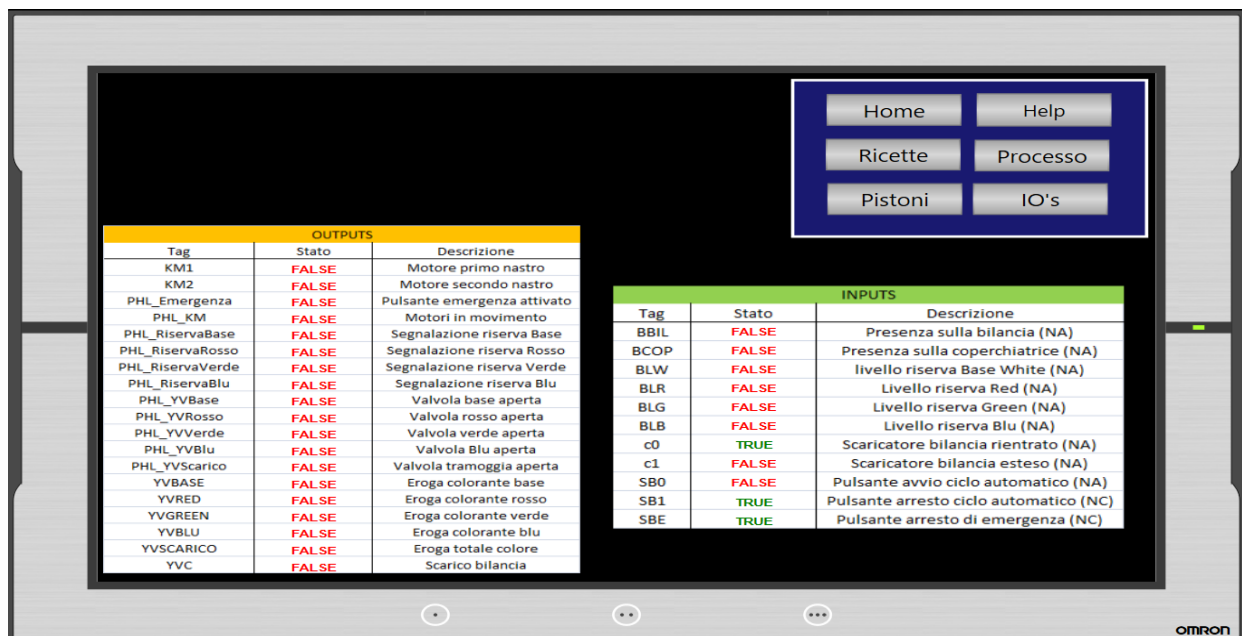 Home Help
Ricette Processo
Pistoni IO's
OUTPUTS
Tag Stato Descrizione
KM1 FALSE Motore primo nastro
KM2 FALSE Motore secondo nastro
PHL_Emergenza FALSE Pulsante emergenza attivato
PHL_KM FALSE Motori in movimento
PHL_RiservaBase FALSE Segnalazione riserva Base
PHL_RiservaRosso FALSE Segnalazione riserva Rosso
PHL_RiservaVerde FALSE Segnalazione riserva Verde
PHL_RiservaBlu FALSE Segnalazione riserva Blu
PHL_YVBase FALSE Valvola base aperta
PHL_YVRosso FALSE Valvola rosso aperta
PHL_YVVerde FALSE Valvola verde aperta
PHL_YVBlu FALSE Valvola Blu aperta
PHL_YVScarico FALSE Valvola tramoggia aperta
YVBASE FALSE Eroga colorante base
YVRED FALSE Eroga colorante rosso
YVGREEN FALSE Eroga colorante verde
YVBLU FALSE Eroga colorante blu
YVSCARICO FALSE Eroga totale colore
YVC FALSE Scarico bilancia
INPUTS
Tag Stato Descrizione
BBIL FALSE Presenza sulla bilancia (NA)
BCOP FALSE Presenza sulla coperchiatrice (NA)
BLW FALSE livello riserva Base White (NA)
BLR FALSE Livello riserva Red (NA)
BLG FALSE Livello riserva Green (NA)
BLB FALSE Livello riserva Blu (NA)
c0 TRUE Scaricatore bilancia rientrato (NA)
c1 FALSE Scaricatore bilancia esteso (NA)
SB0 FALSE Pulsante avvio ciclo automatico (NA)
SB1 TRUE Pulsante arresto ciclo automatico (NC)
SBE TRUE Pulsante arresto di emergenza (NC)
OMRON